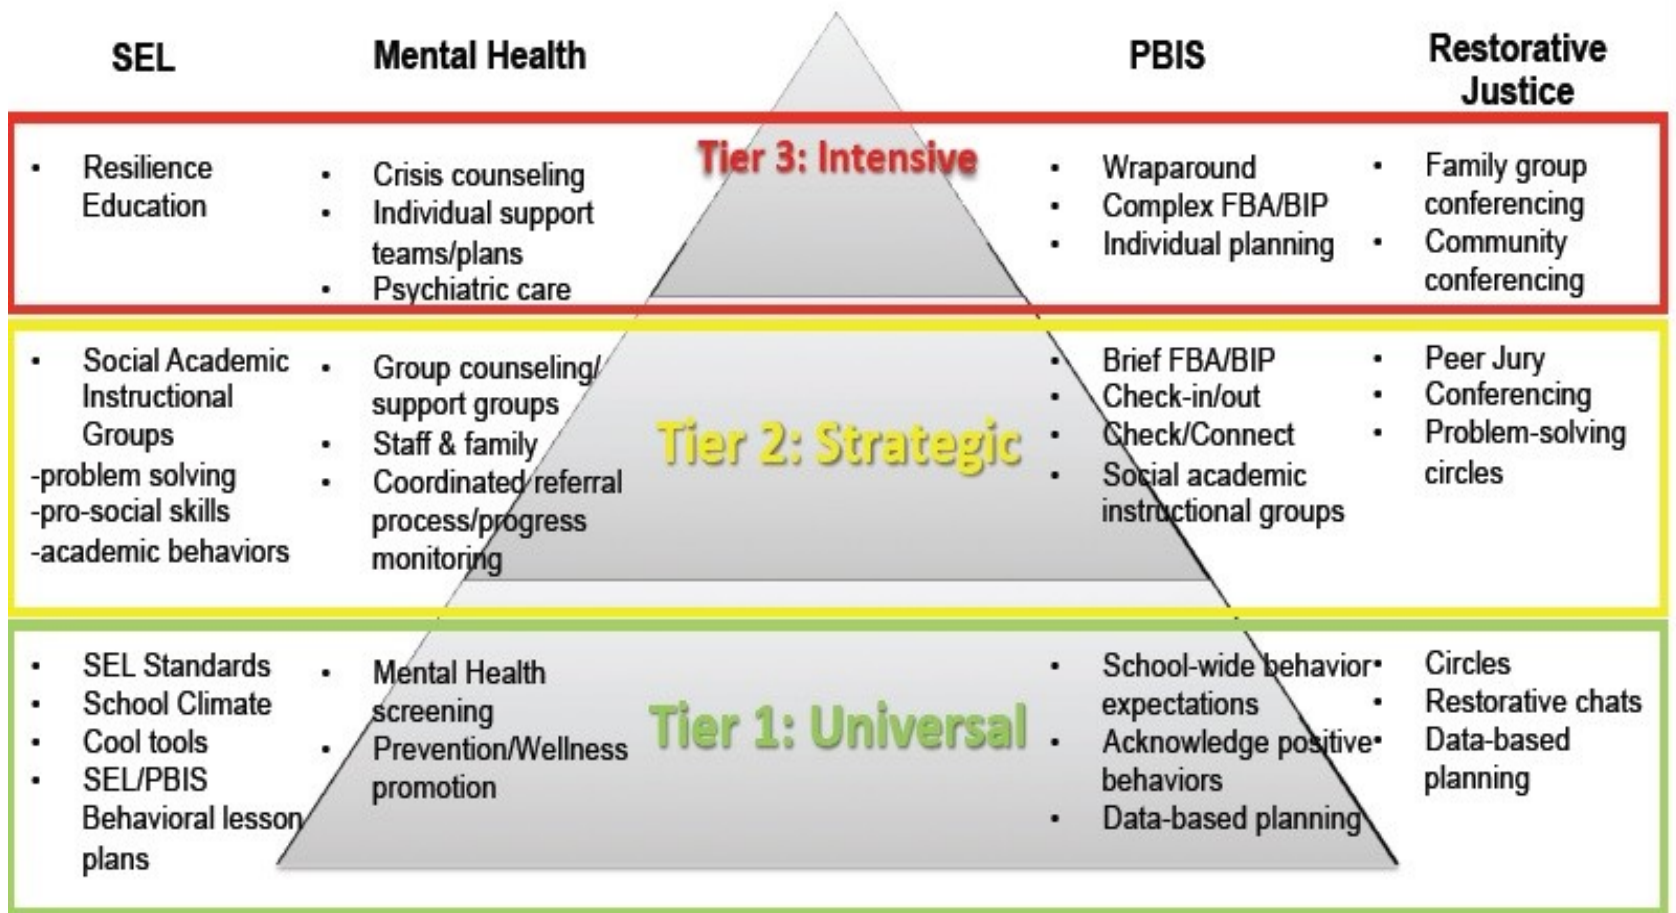 SEL
Mental Health
PBIS
Restorative
Justice
Tier 3: Intensive
• Resilience
Education
• Crisis counseling
• Individual support
teams/plans
• Psychiatric care
• Wraparound
• Complex FBA/BIP
• Individual planning
• Family group
conferencing
• Community
conferencing
Tier 2: Strategic
• Social Academic
Instructional
Groups
-problem solving
-pro-social skills
-academic behaviors
• Group counseling/
support groups
• Staff & family
• Coordinated referral
process/progress
monitoring
• Brief FBA/BIP
• Check-in/out
• Check/Connect
• Social academic
instructional groups
• Peer Jury
• Conferencing
• Problem-solving
circles
Tier 1: Universal
• SEL Standards
• School Climate
• Cool tools
• SEL/PBIS
Behavioral lesson
plans
• Mental Health
screening
• Prevention/Wellness
promotion
• School-wide behavior
expectations
• Acknowledge positive
behaviors
• Data-based planning
• Circles
• Restorative chats
• Data-based
planning